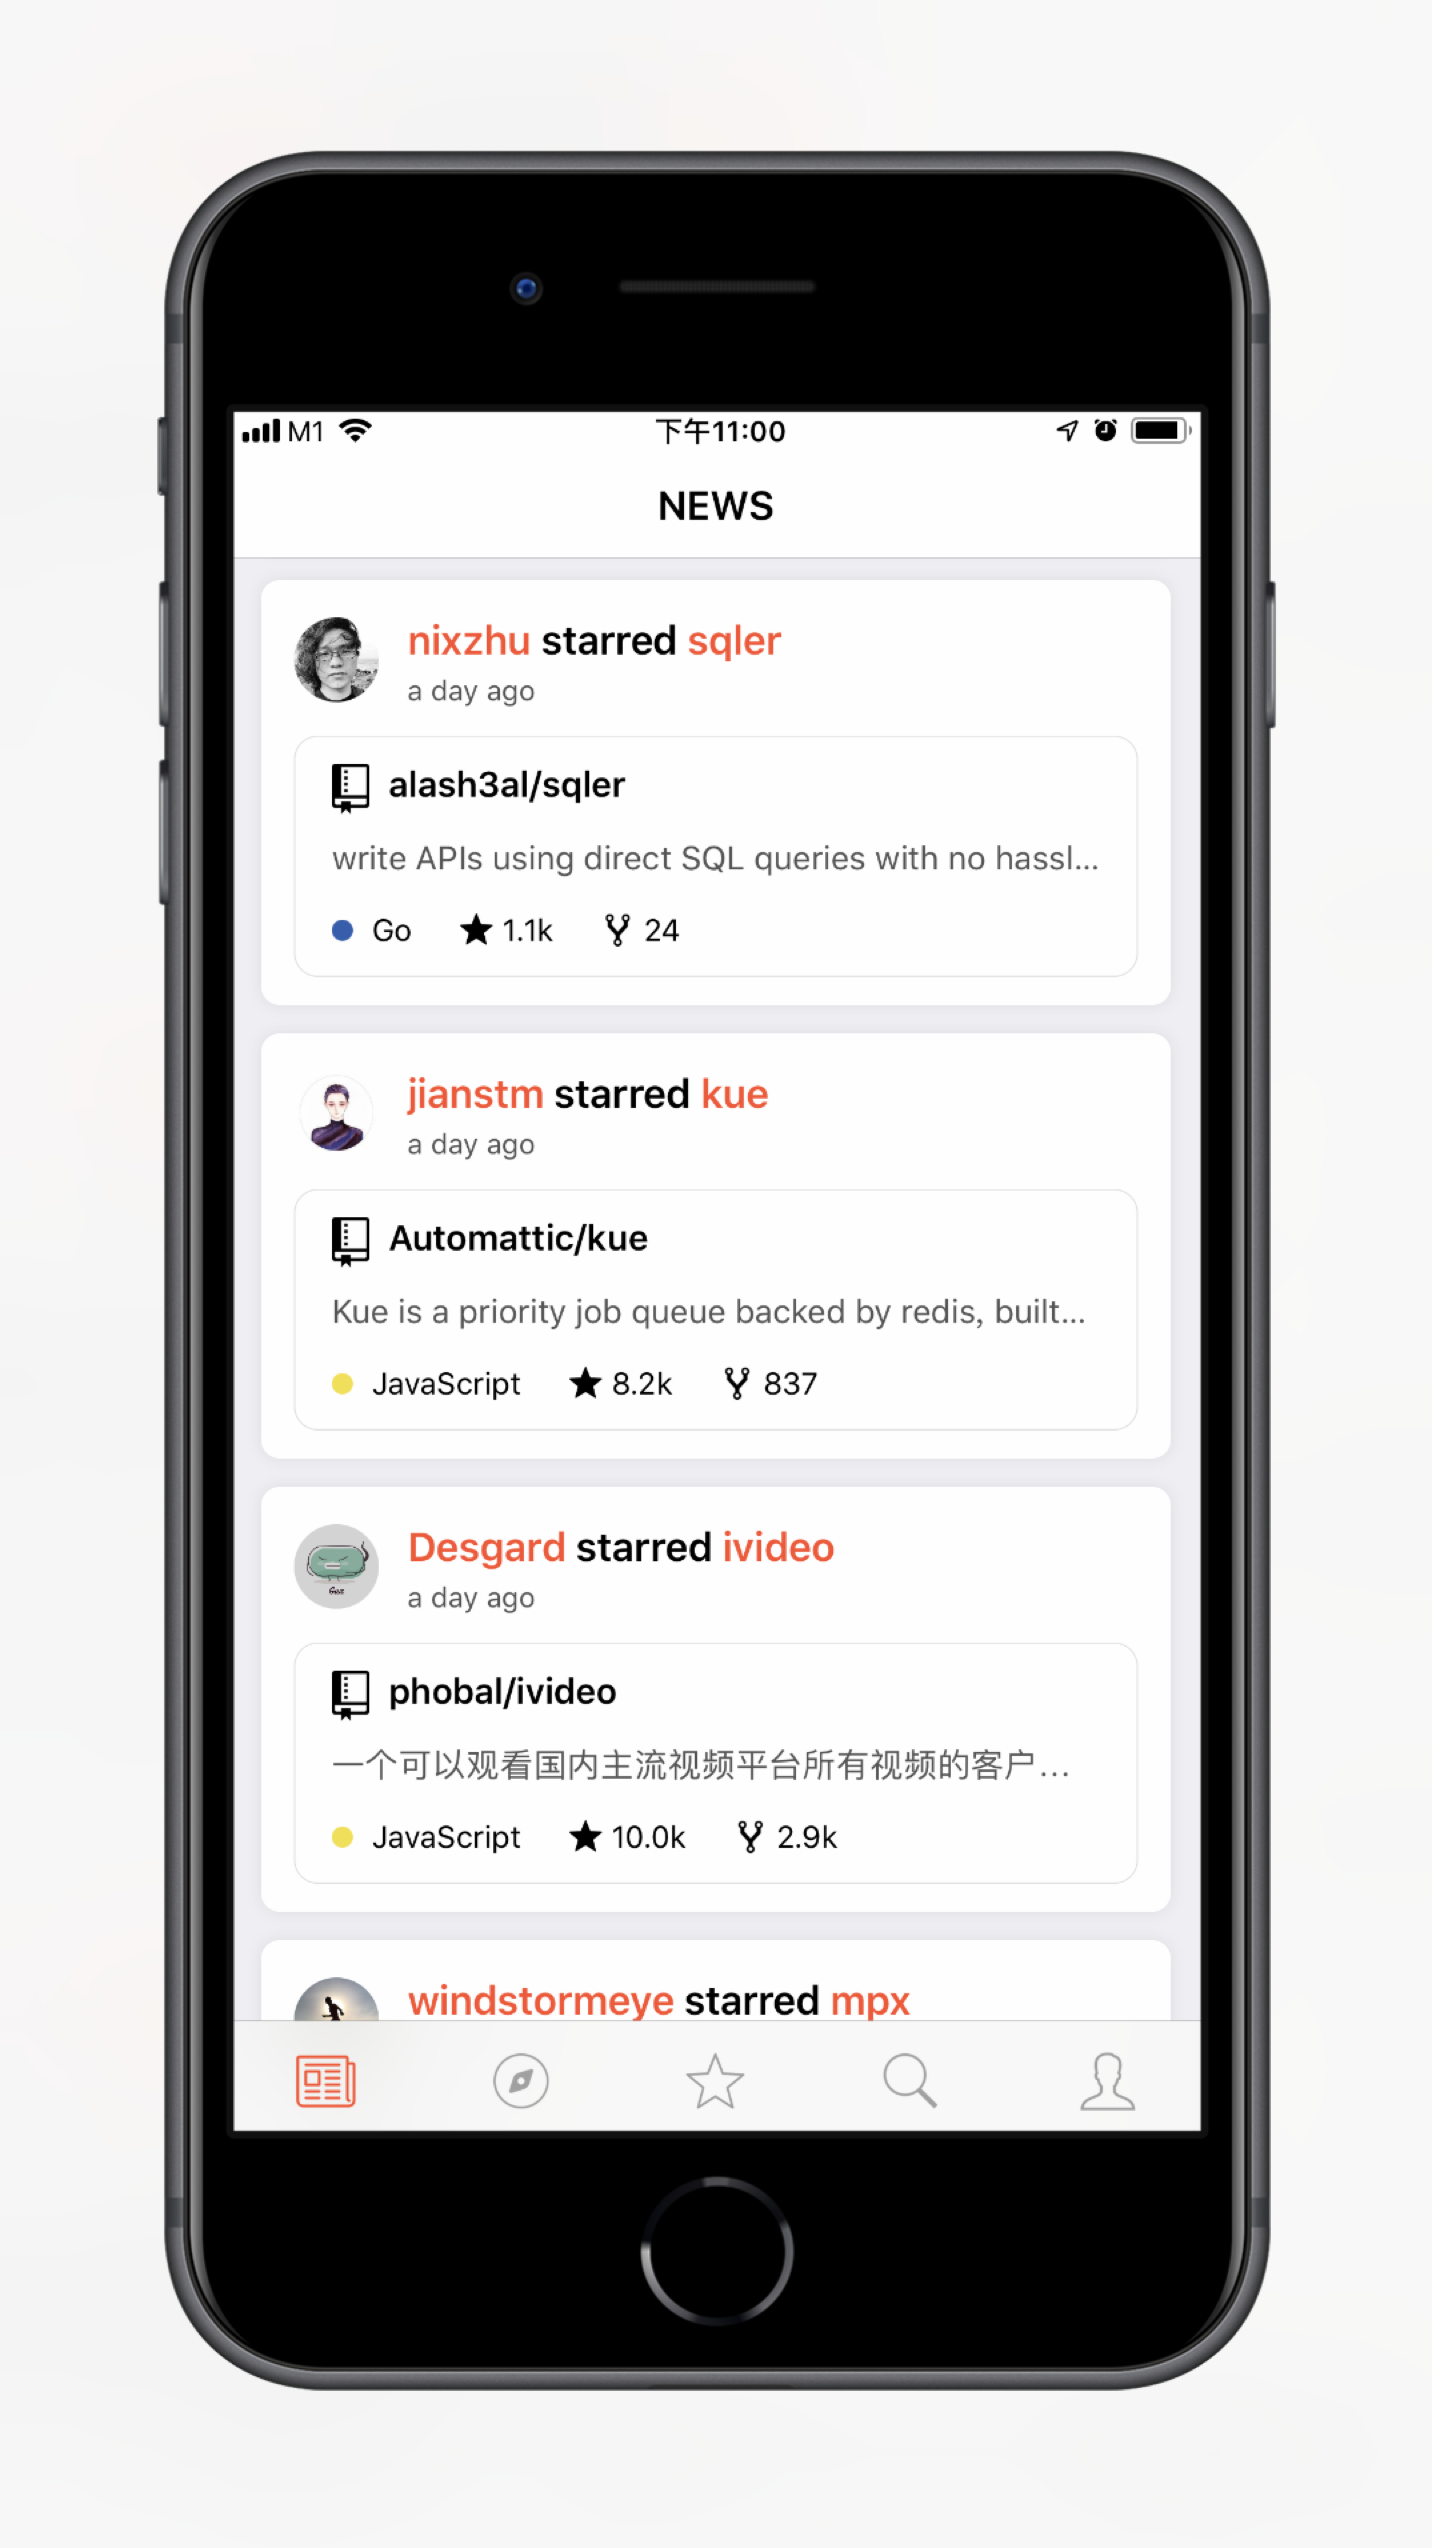 M1
下午11:00
NEWS
nixzhu starred sqler
a day ago
alash3al/sqler
write APIs using direct SQL queries with no hassl...
Go 1.1k 24
jianstm starred kue
a day ago
Automattic/kue
Kue is a priority job queue backed by redis, built...
JavaScript 8.2k 837
Desgard starred ivideo
a day ago
phobal/ivideo
一个可以观看国内主流视频平台所有视频的客户...
JavaScript 10.0k 2.9k
windstormeye starred mpx